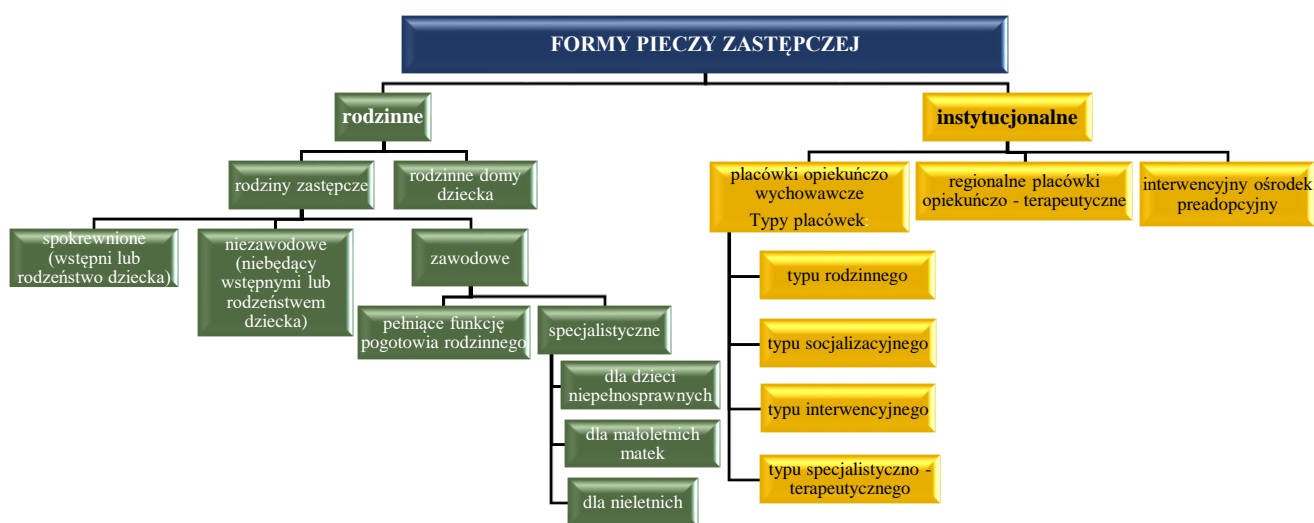 FORMY PIECZY ZASTĘPCZEJ
rodzinne
instytucjonalne
rodziny zastępcze
rodzinne domy
dziecka
placówki opiekuńczo
wychowawcze
Typy placówek
regionalne placówki
opiekuńczo - terapeutyczne
interwencyjny ośrodek
preadopcyjny
spokrewnione
(wstępni lub
rodzeństwo dziecka)
niezawodowe
(niebędący
wstępnymi lub
rodzeństwem
dziecka)
zawodowe
pełniące funkcję
pogotowia rodzinnego
specjalistyczne
dla dzieci
niepełnosprawnych
dla małoletnich
matek
dla nieletnich
typu rodzinnego
typu socjalizacyjnego
typu interwencyjnego
typu specjalistyczno -
terapeutycznego